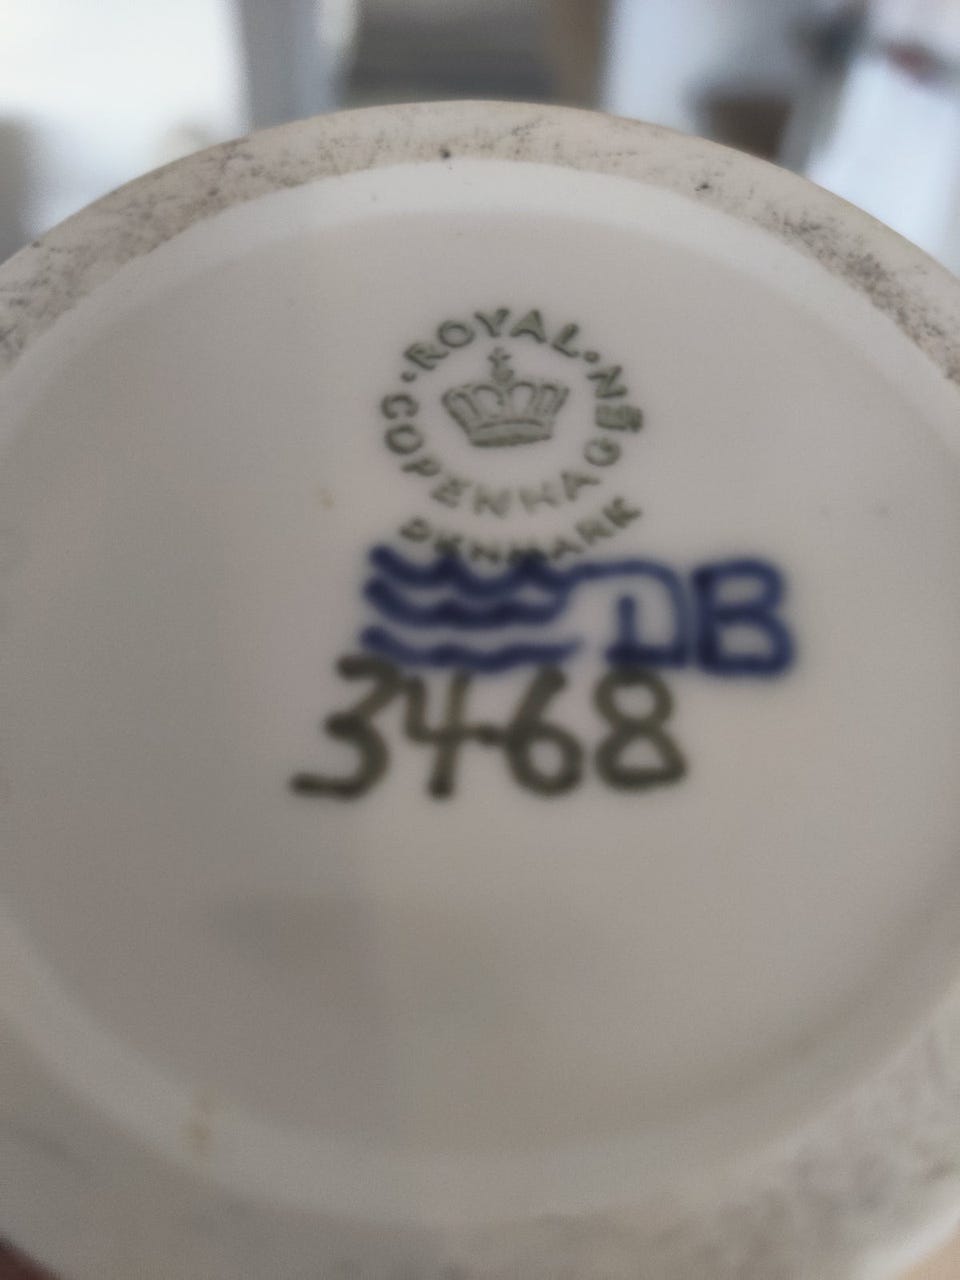 ROYAL
COPENHAGEN
DENMARK
DB
3468